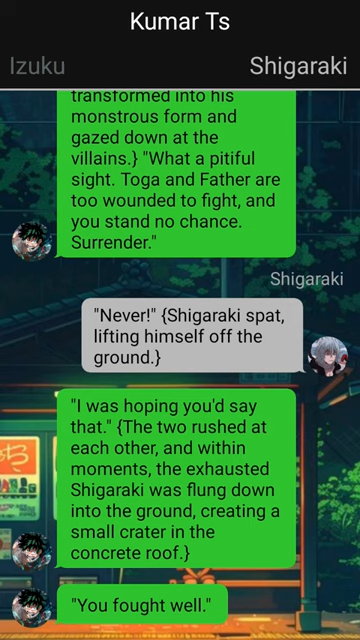 Kumar Ts
Izuku
Shigaraki
transformed into his
monstrous form and
gazed down at the
villains.} "What a pitiful
sight. Toga and Father are
too wounded to fight, and
you stand no chance.
Surrender."
Shigaraki
"Never!" {Shigaraki spat,
lifting himself off the
ground.}
"I was hoping you'd say
that." {The two rushed at
each other, and within
moments, the exhausted
Shigaraki was flung down
into the ground, creating a
small crater in the
concrete roof.}
"You fought well."